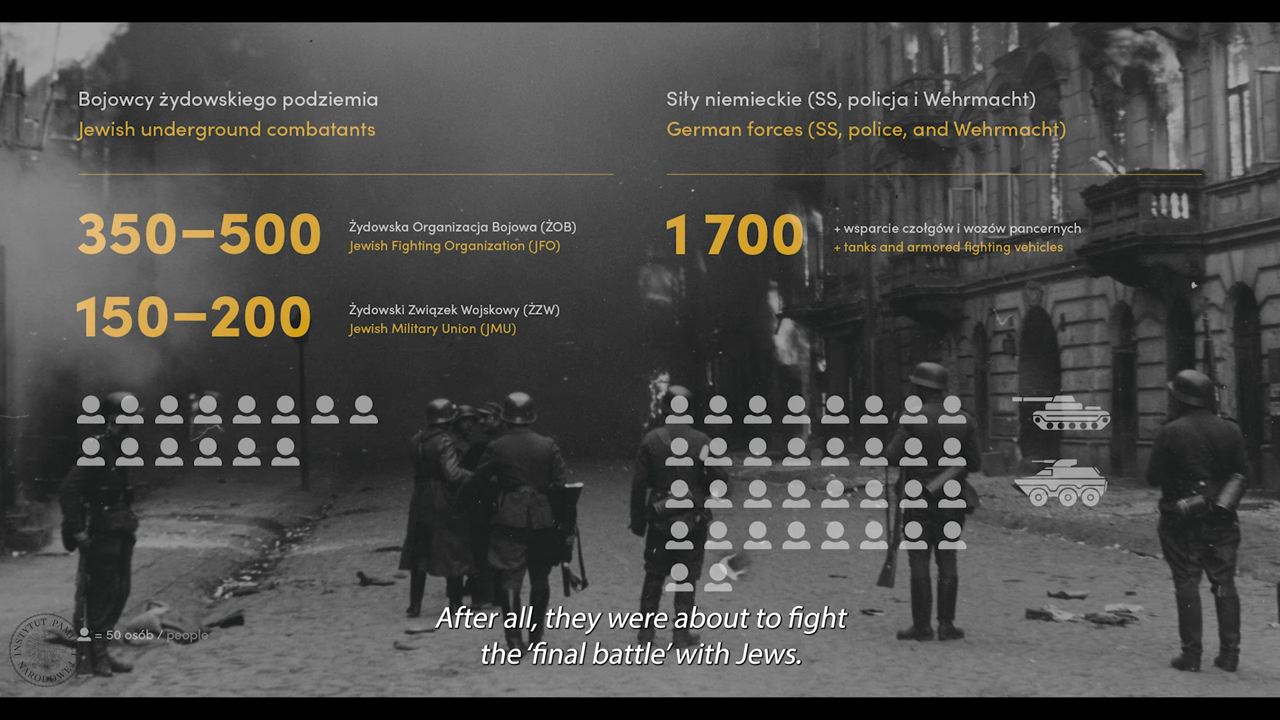 Bojowcy żydowskiego podziemia
Jewish underground combatants
350–500
Żydowska Organizacja Bojowa (ŻOB)
Jewish Fighting Organization (JFO)
150–200
Żydowski Związek Wojskowy (ŻZW)
Jewish Military Union (JMU)
Siły niemieckie (SS, policja i Wehrmacht)
German forces (SS, police, and Wehrmacht)
1 700
+ wsparcie czołgów i wozów pancernych
+ tanks and armored fighting vehicles
= 50 osób / people
INSTYTUT
NARODOWEJ
After all, they were about to fight
the ‘final battle’ with Jews.